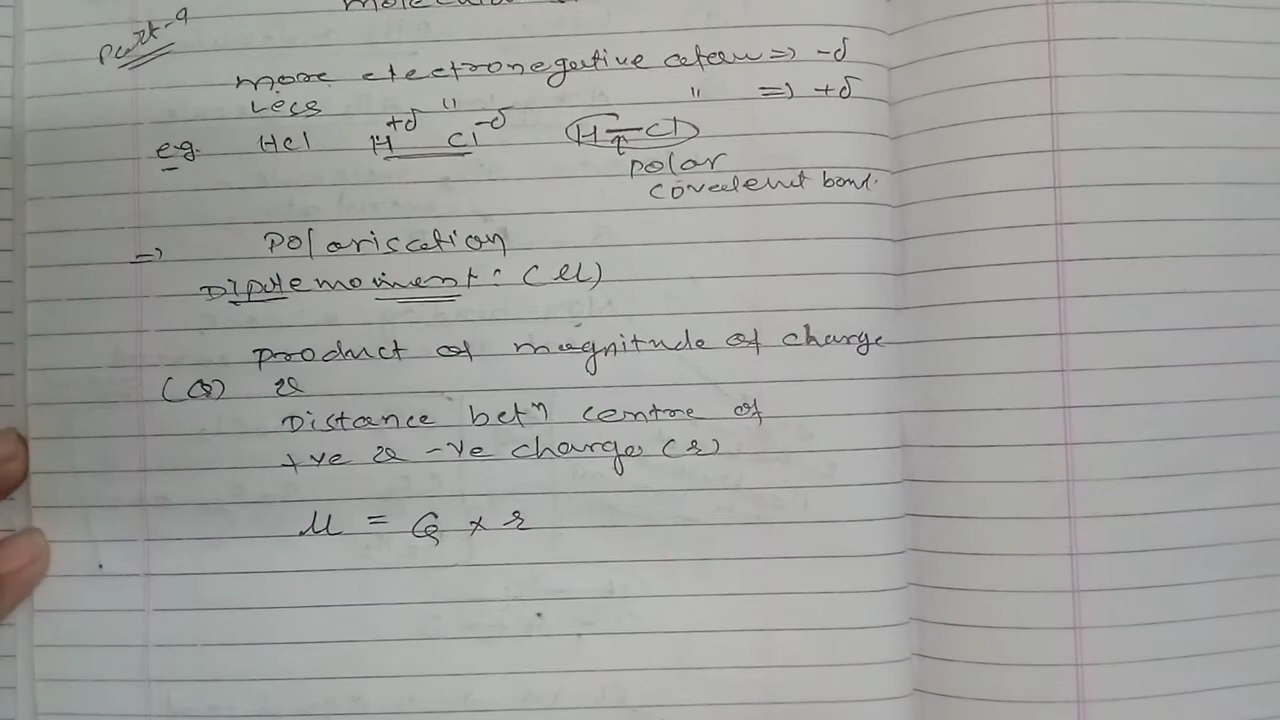 Part-9
more electronegative atom => -δ
Less " " => +δ
e.g. HCl H+δ Cl-δ H-Cl
polar
covalent bond.
=> Polarisation
Dipole moment: (μ)
product of magnitude of charge
(Q) &
Distance betn centre of
+ve & -ve charge (r)
μ = Q × r